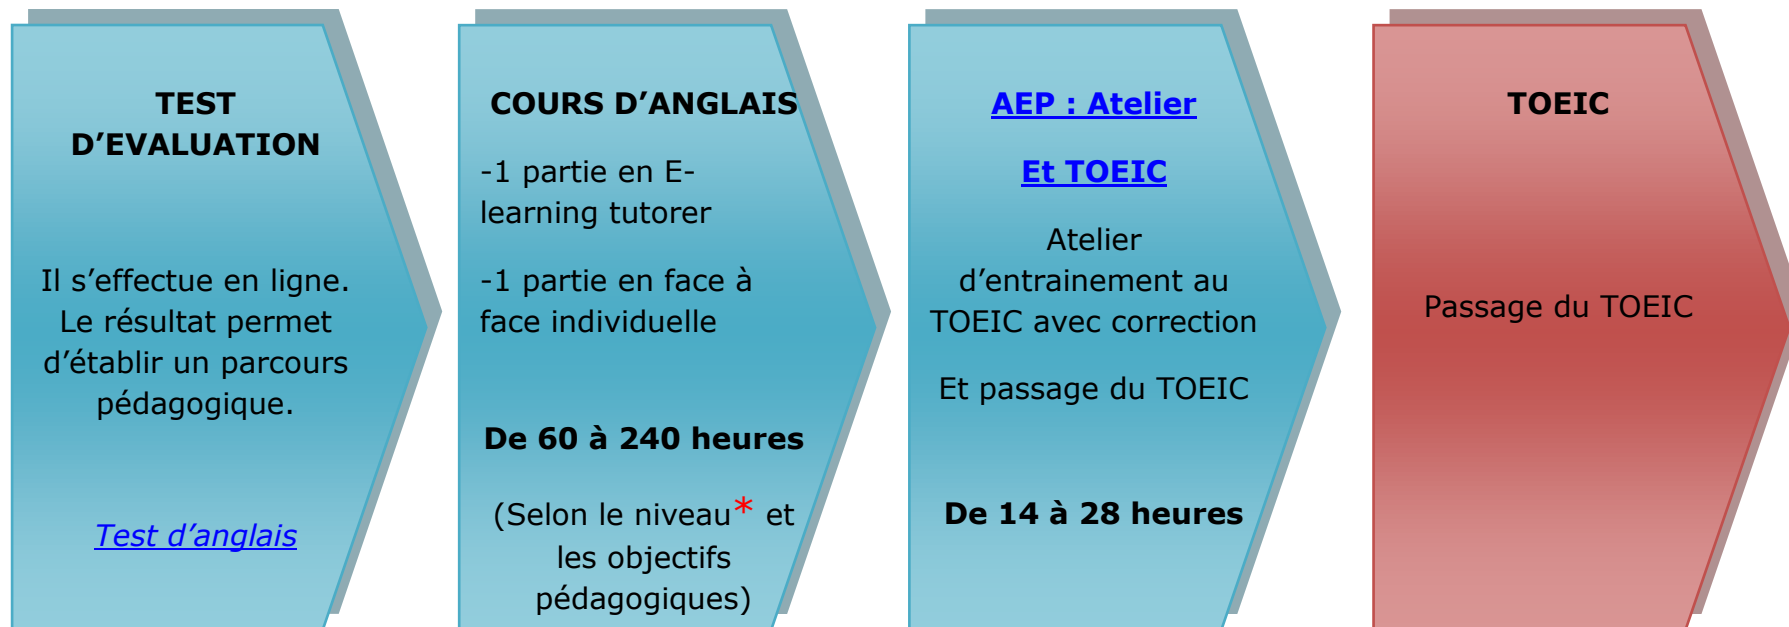 TEST
D’EVALUATION
Il s’effectue en ligne.
Le résultat permet
d’établir un parcours
pédagogique.
Test d’anglais
COURS D’ANGLAIS
-1 partie en E-
learning tutorer
-1 partie en face à
face individuelle
De 60 à 240 heures
(Selon le niveau* et
les objectifs
pédagogiques)
AEP : Atelier
Et TOEIC
Atelier
d’entrainement au
TOEIC avec correction
Et passage du TOEIC
De 14 à 28 heures
TOEIC
Passage du TOEIC